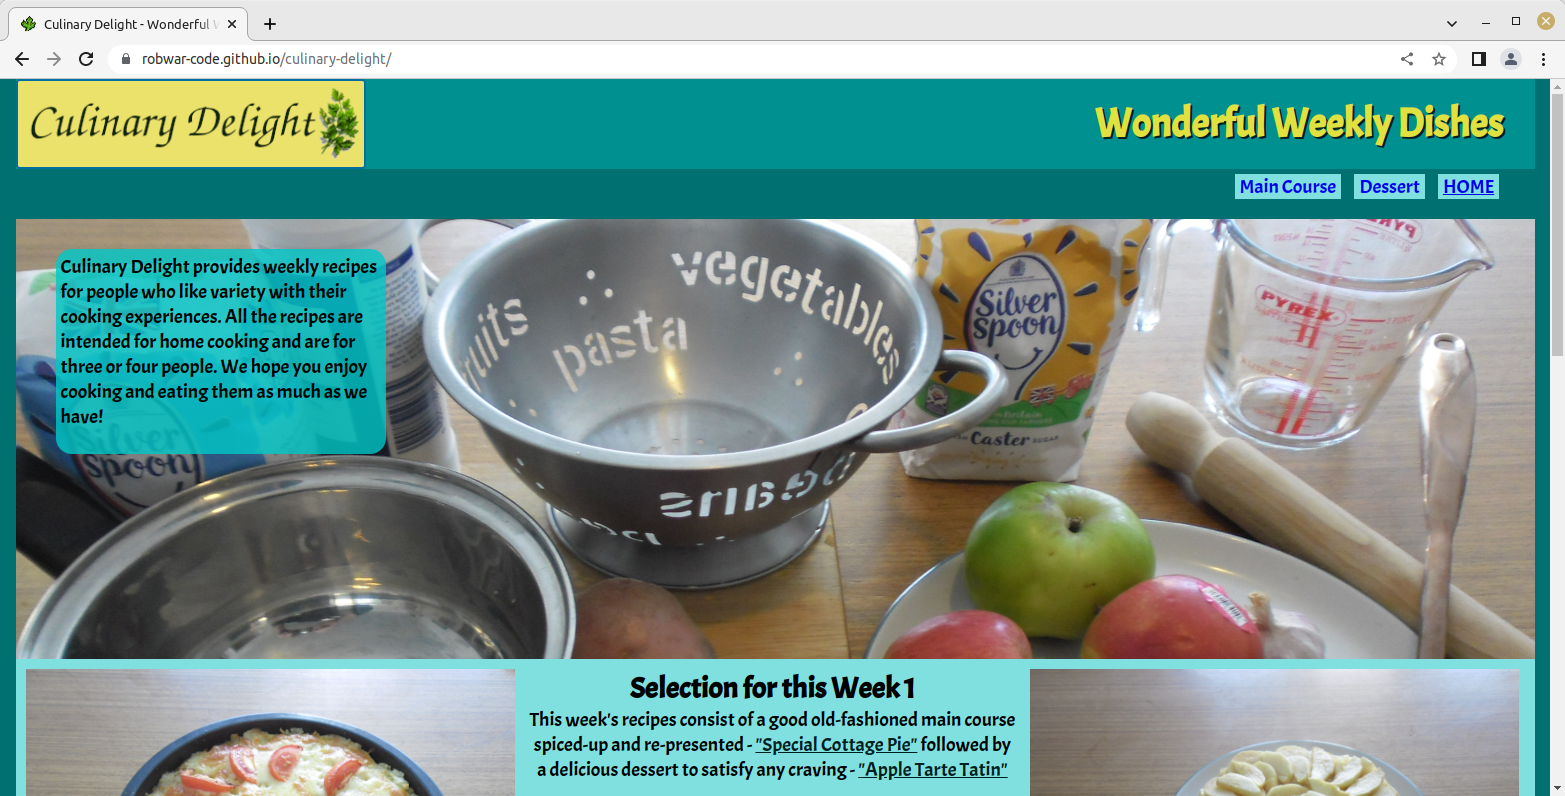 Culinary Delight - Wonderful
robwar-code.github.io/culinary-delight/
Culinary Delight
Wonderful Weekly Dishes
Main Course Dessert HOME
Culinary Delight provides weekly recipes
for people who like variety with their
cooking experiences. All the recipes are
intended for home cooking and are for
three or four people. We hope you enjoy
cooking and eating them as much as we
have!
fruits
pasta
vegetables
Silver
Spoon
Caster SUGAR
PYREX
Silver
Spoon
Selection for this Week 1
This week's recipes consist of a good old-fashioned main course
spiced-up and re-presented - "Special Cottage Pie" followed by
a delicious dessert to satisfy any craving - "Apple Tarte Tatin"